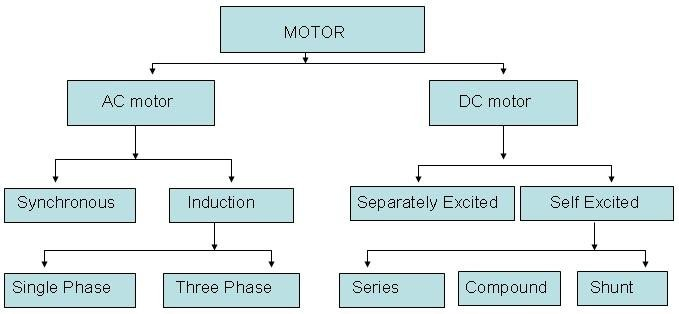 MOTOR
AC motor
DC motor
Synchronous
Induction
Separately Excited
Self Excited
Single Phase
Three Phase
Series
Compound
Shunt